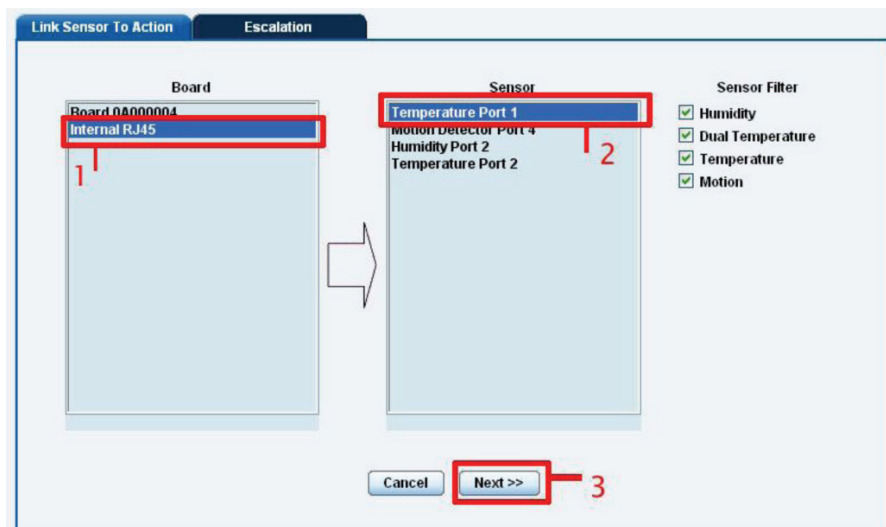 Link Sensor To Action
Escalation
Board
Board 0A000004
Internal RJ45
1
Sensor
Temperature Port 1
Motion Detector Port 4
Humidity Port 2
Temperature Port 2
2
Sensor Filter
Humidity
Dual Temperature
Temperature
Motion
Cancel
Next >>
3